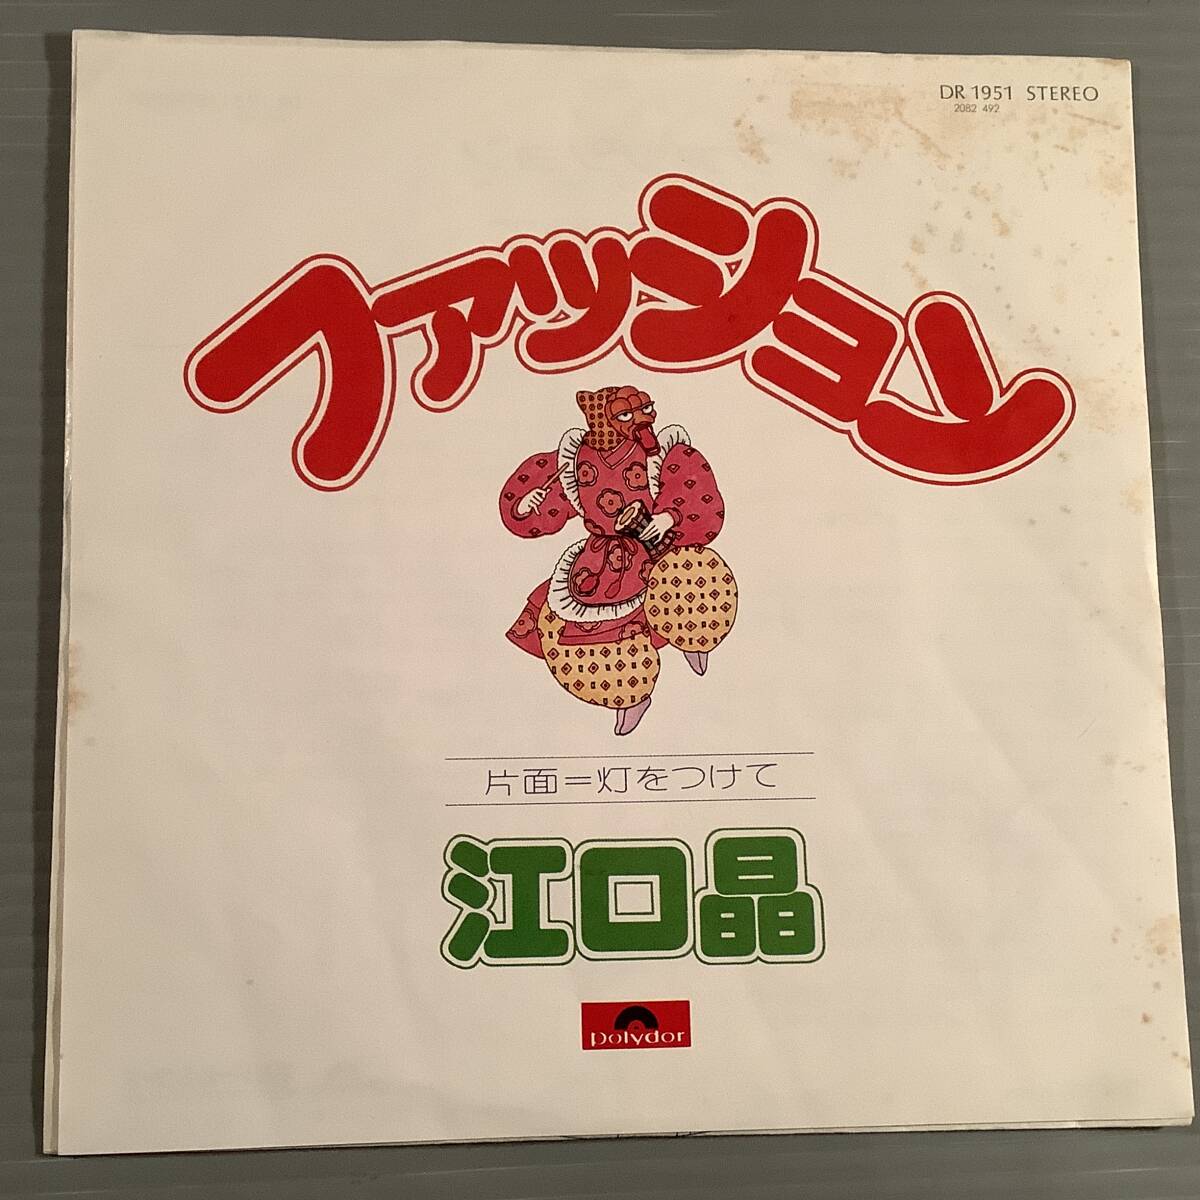 DR 1951 STEREO
2082 492
ファッション
片面=灯をつけて
江口晶
polydor